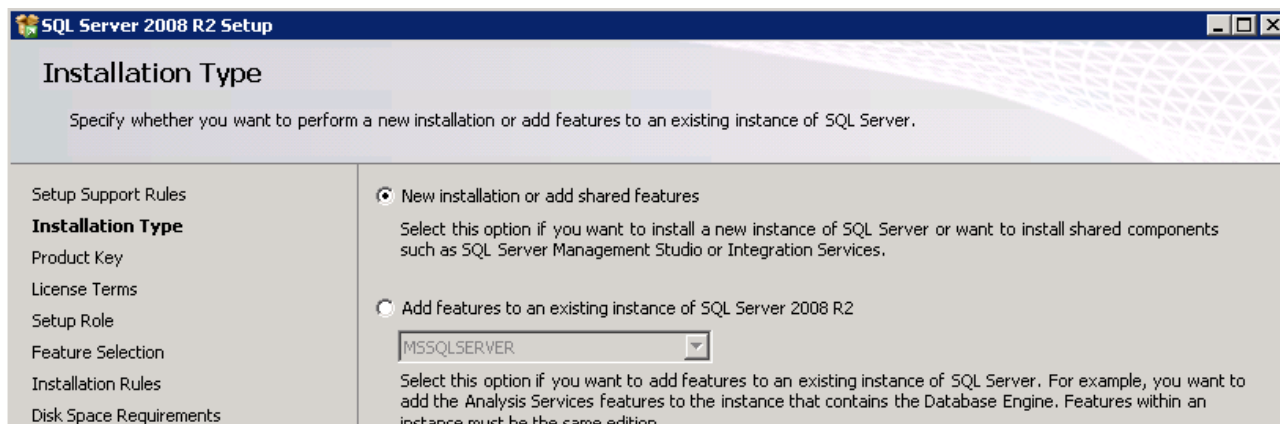 SQL Server 2008 R2 Setup
Installation Type
Specify whether you want to perform a new installation or add features to an existing instance of SQL Server.
Setup Support Rules
Installation Type
Product Key
License Terms
Setup Role
Feature Selection
Installation Rules
Disk Space Requirements
New installation or add shared features
Select this option if you want to install a new instance of SQL Server or want to install shared components
such as SQL Server Management Studio or Integration Services.
Add features to an existing instance of SQL Server 2008 R2
MSSQLSERVER
Select this option if you want to add features to an existing instance of SQL Server. For example, you want to
add the Analysis Services features to the instance that contains the Database Engine. Features within an
instance must be the same edition.